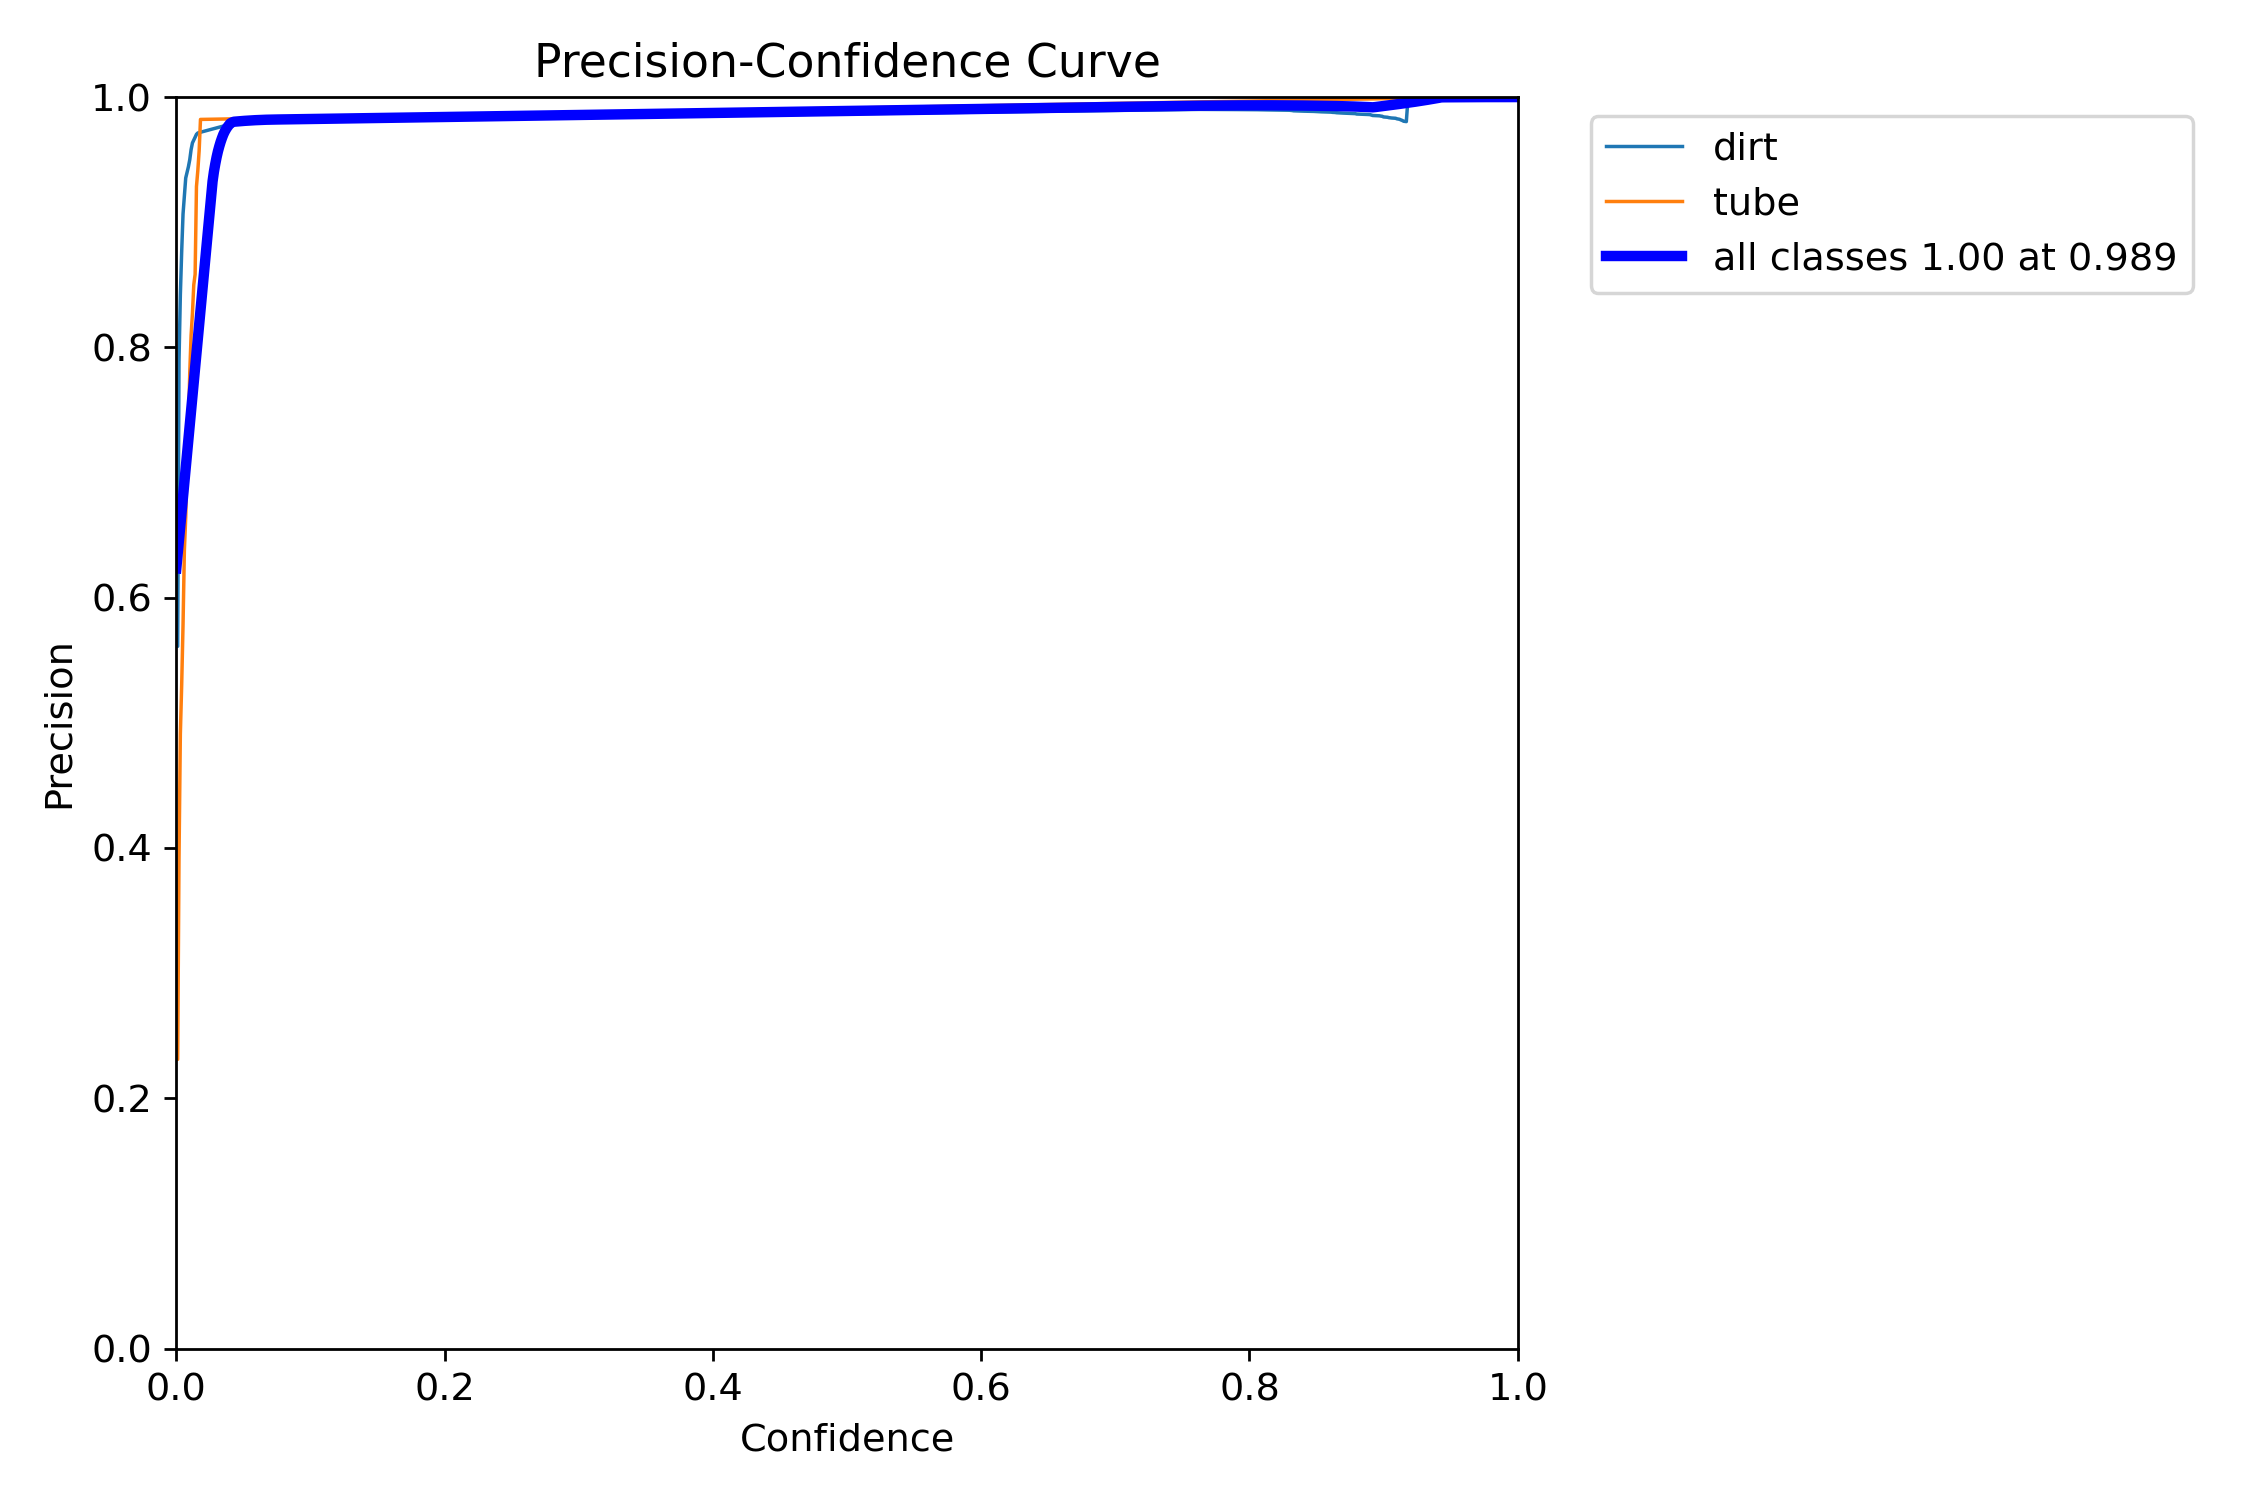 Precision-Confidence Curve
1.0
0.8
0.6
0.4
0.2
0.0
Precision
0.0 0.2 0.4 0.6 0.8 1.0
Confidence
dirt
tube
all classes 1.00 at 0.989